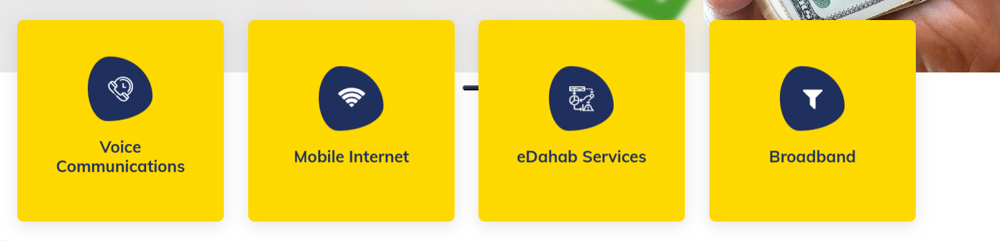 Voice
Communications
Mobile Internet
eDahab Services
Broadband